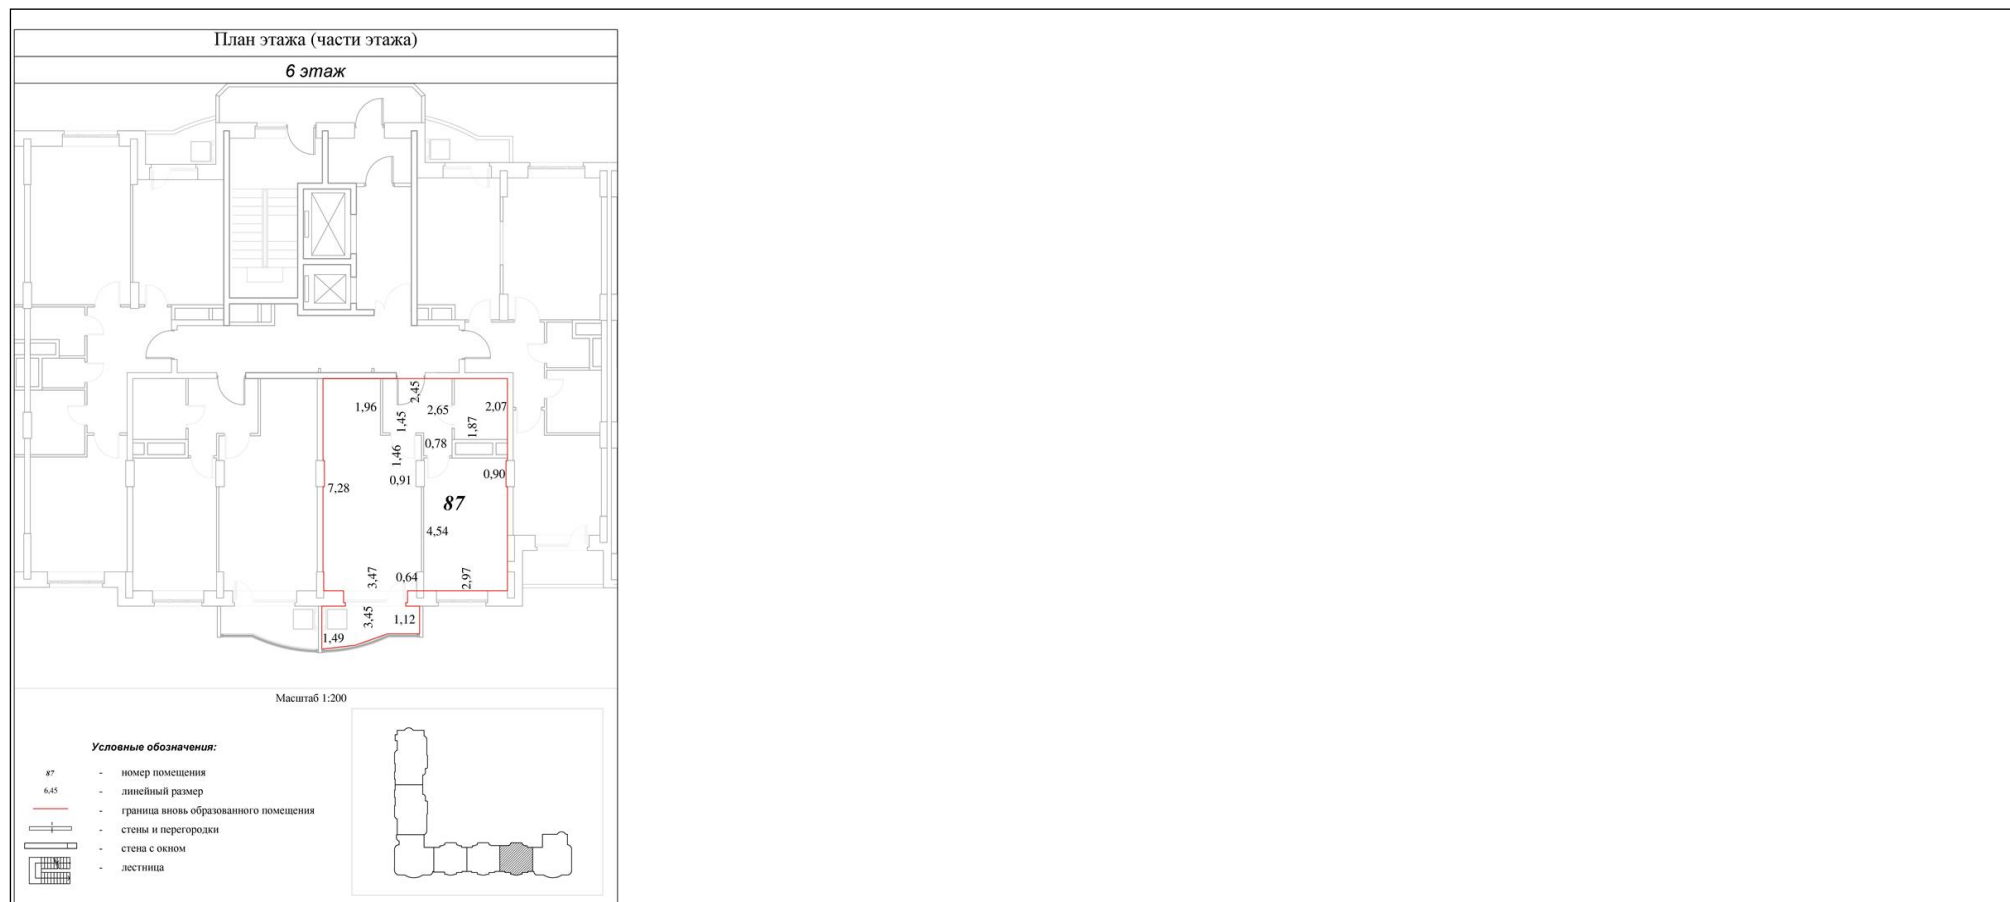 План этажа (части этажа)
6 этаж
2,45
1,96
2,65
2,07
1,45
1,87
0,78
1,46
0,91
0,90
7,28
87
4,54
3,47
0,64
2,97
3,45
1,12
1,49
Масштаб 1:200
Условные обозначения:
87 - номер помещения
6,45 - линейный размер
- граница вновь образованного помещения
- стены и перегородки
- стена с окном
- лестница